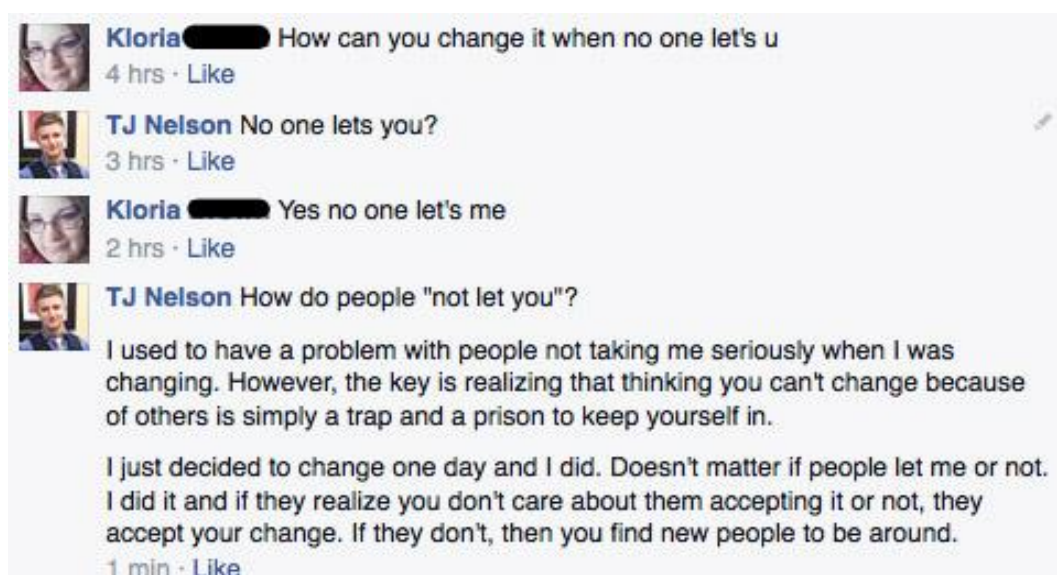 Kloria How can you change it when no one let's u
4 hrs · Like
TJ Nelson No one lets you?
3 hrs · Like
Kloria Yes no one let's me
2 hrs · Like
TJ Nelson How do people "not let you"?
I used to have a problem with people not taking me seriously when I was
changing. However, the key is realizing that thinking you can't change because
of others is simply a trap and a prison to keep yourself in.
I just decided to change one day and I did. Doesn't matter if people let me or not.
I did it and if they realize you don't care about them accepting it or not, they
accept your change. If they don't, then you find new people to be around.
1 min · Like